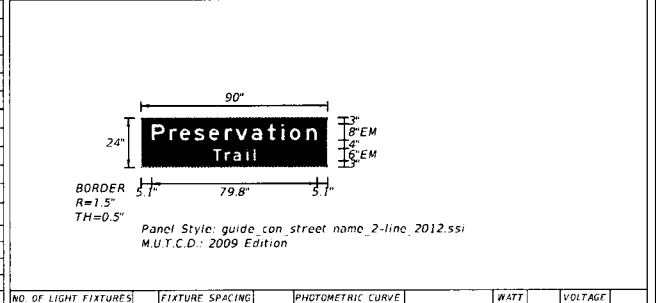 90"
24"
Preservation
Trail
3"
8"EM
4"
6"EM
3"
5.1" 79.8" 5.1"
BORDER
R=1.5"
TH=0.5"
Panel Style: guide_con_street name_2-line_2012.ssi
M.U.T.C.D.: 2009 Edition
NO. OF LIGHT FIXTURES FIXTURE SPACING PHOTOMETRIC CURVE WATT VOLTAGE